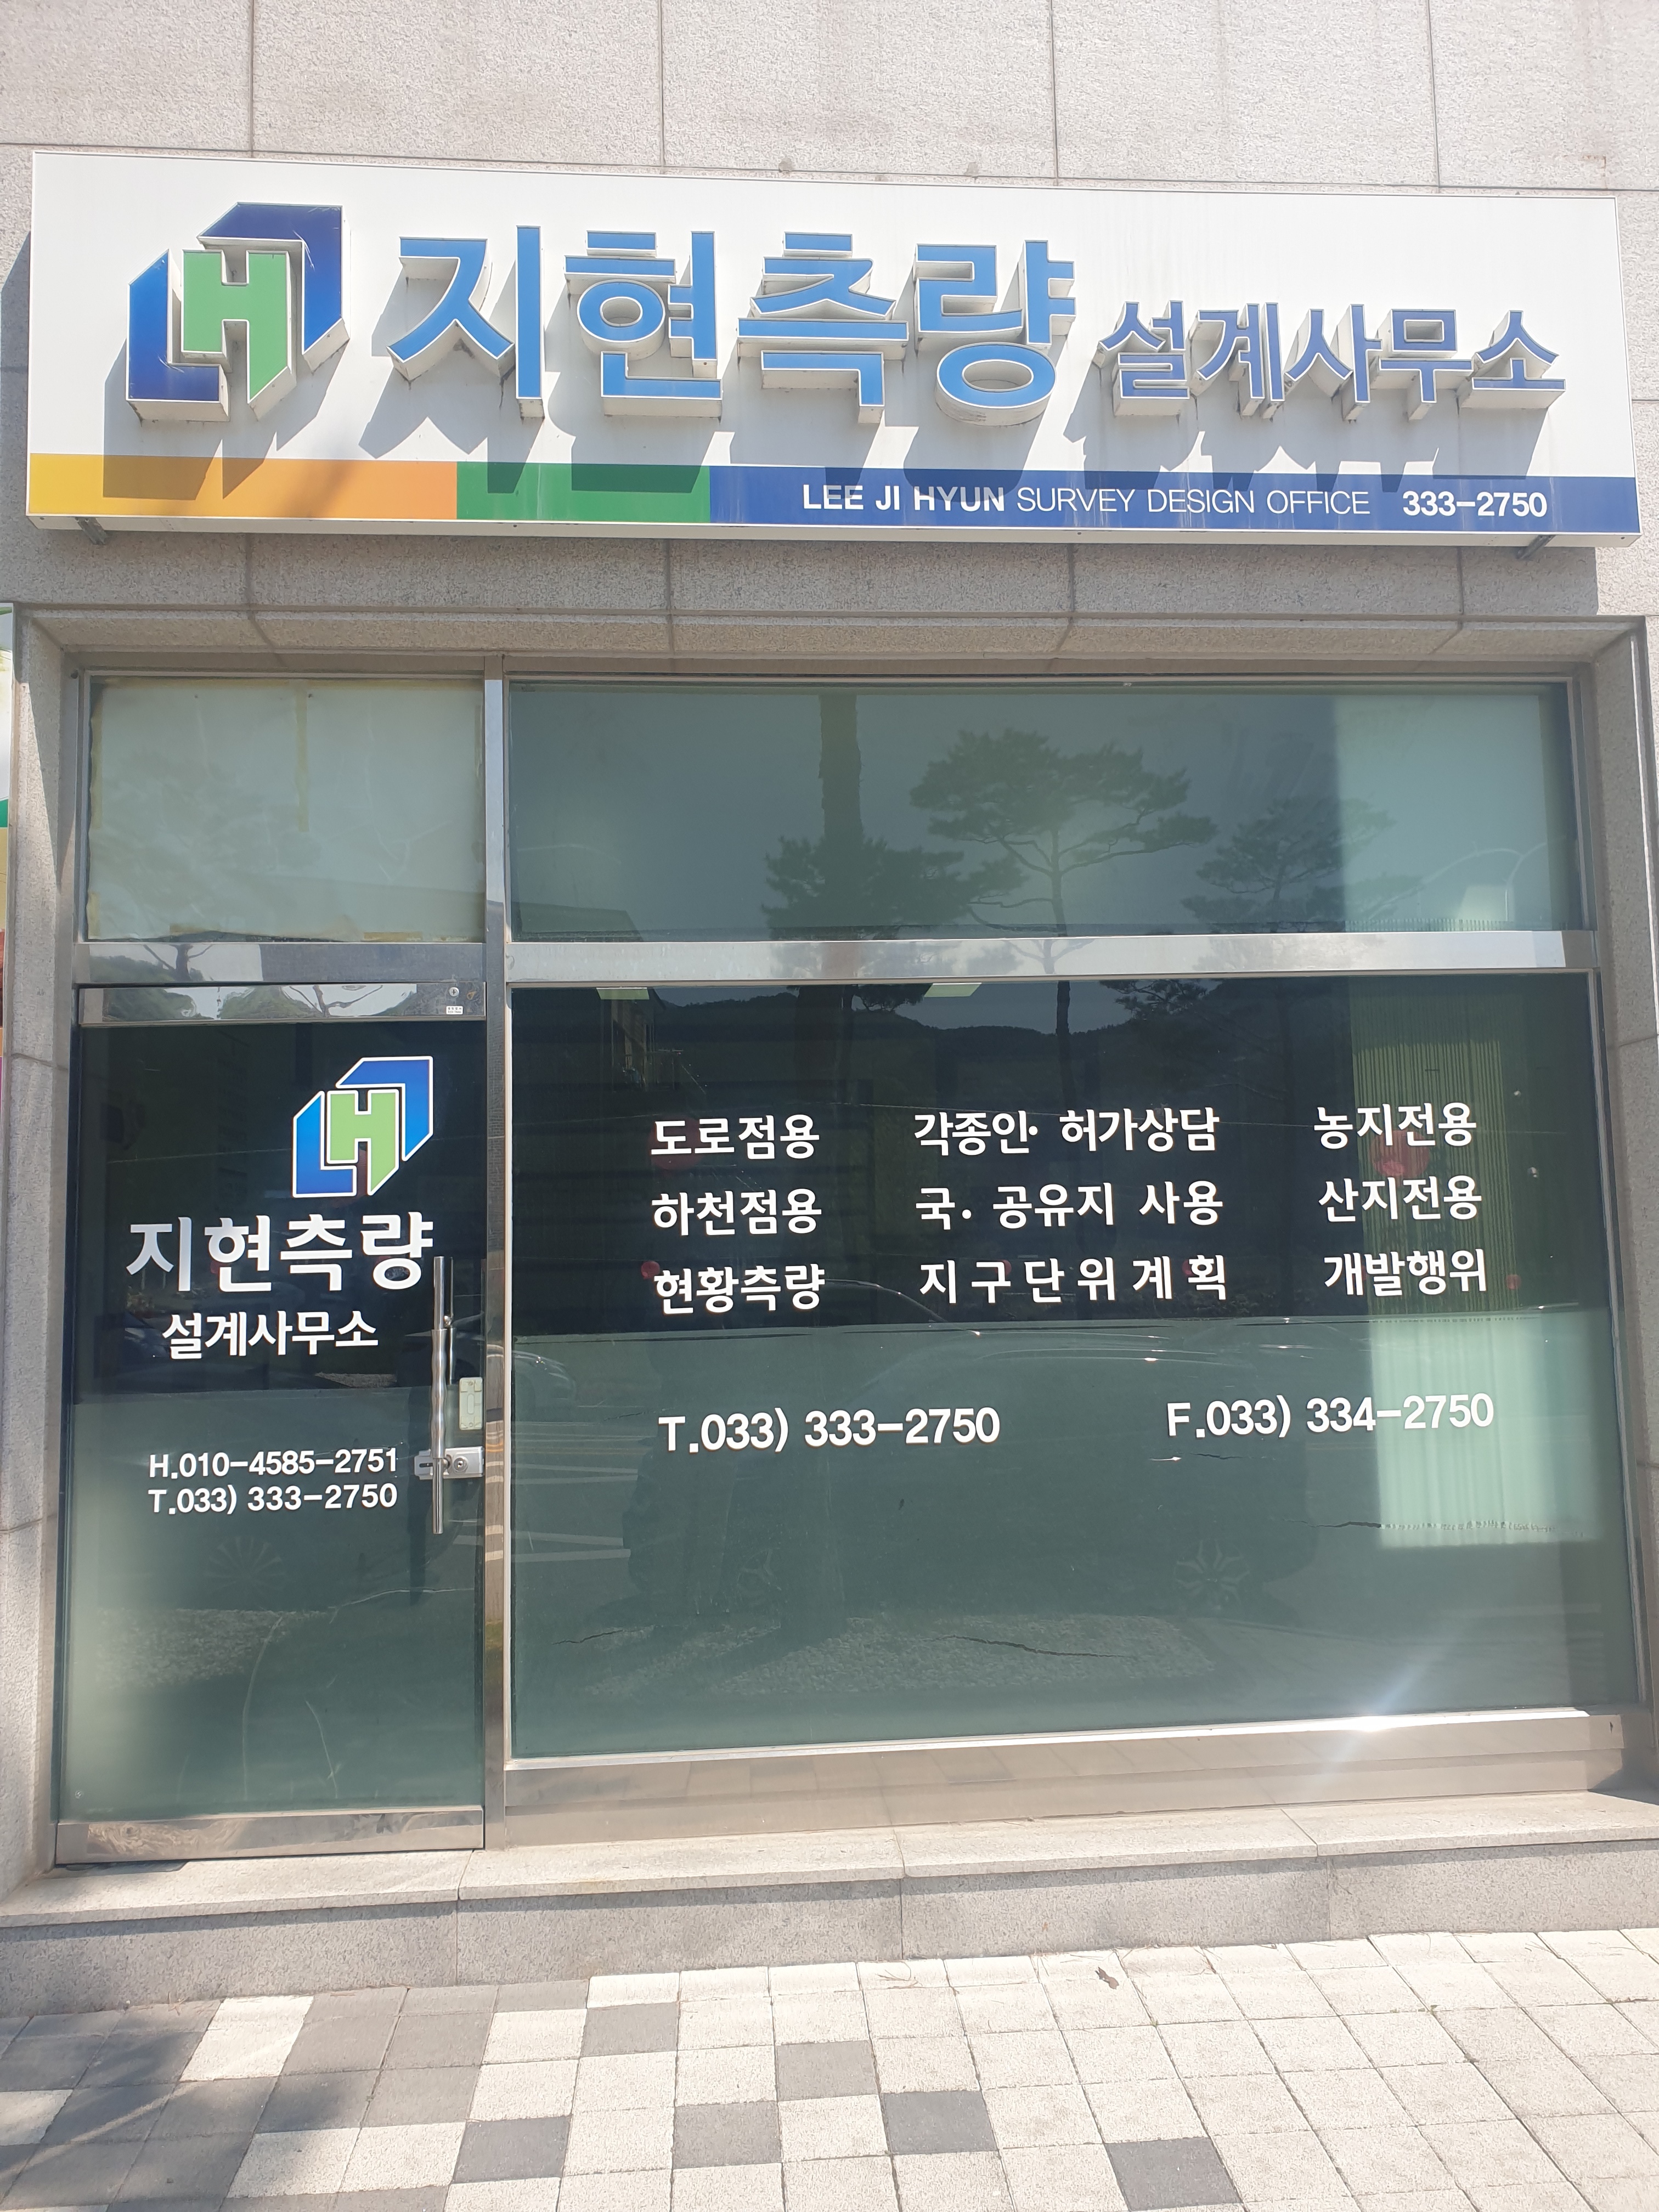 H
지현측량 설계사무소
LEE JI HYUN SURVEY DESIGN OFFICE 333-2750
H
지현측량
설계사무소
H.010-4585-2751
T.033) 333-2750
도로점용 각종인· 허가상담 농지전용
하천점용 국· 공유지 사용 산지전용
현황측량 지구단위계획 개발행위
T.033) 333-2750 F.033) 334-2750